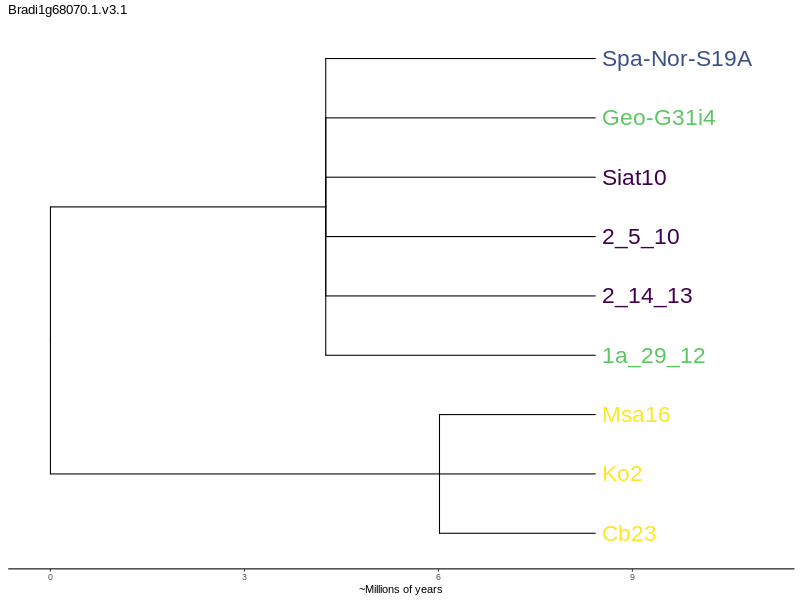 Bradi1g68070.1.v3.1
Spa-Nor-S19A
Geo-G31i4
Siat10
2_5_10
2_14_13
1a_29_12
Msa16
Ko2
Cb23
0 3 6 9
~Millions of years